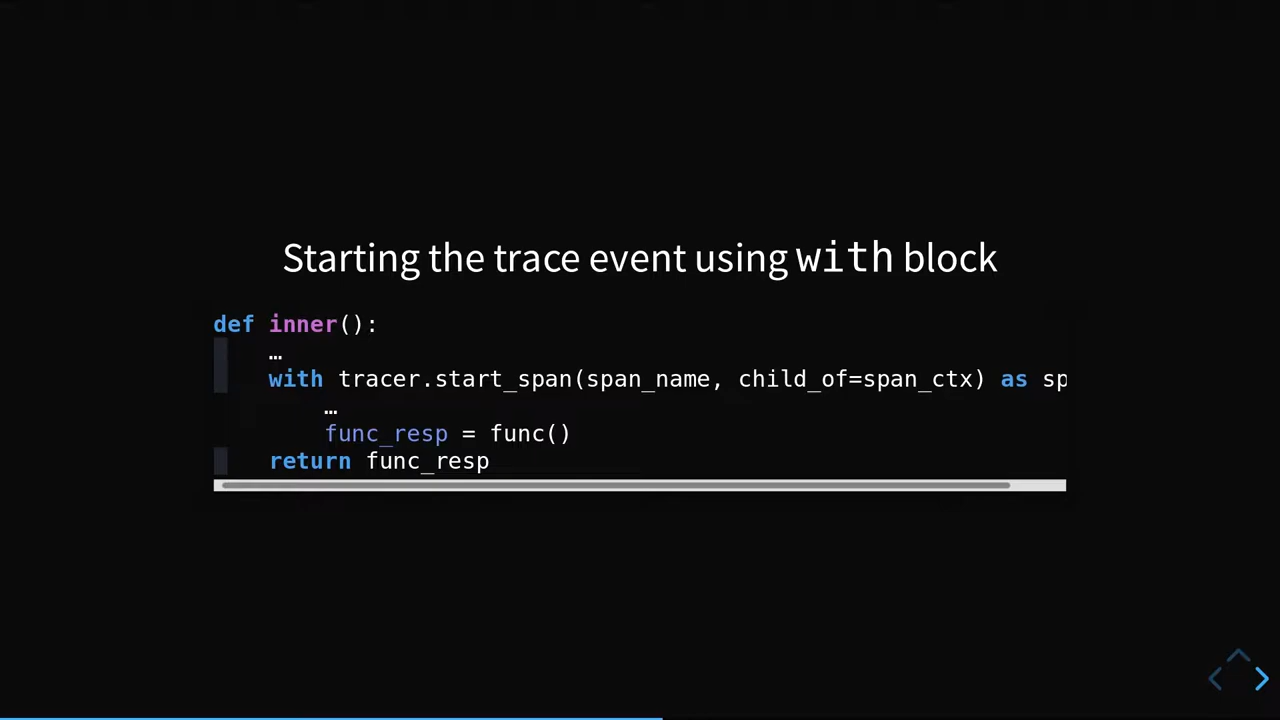 Starting the trace event using with block
def inner():
    …
    with tracer.start_span(span_name, child_of=span_ctx) as sp
        …
        func_resp = func()
    return func_resp